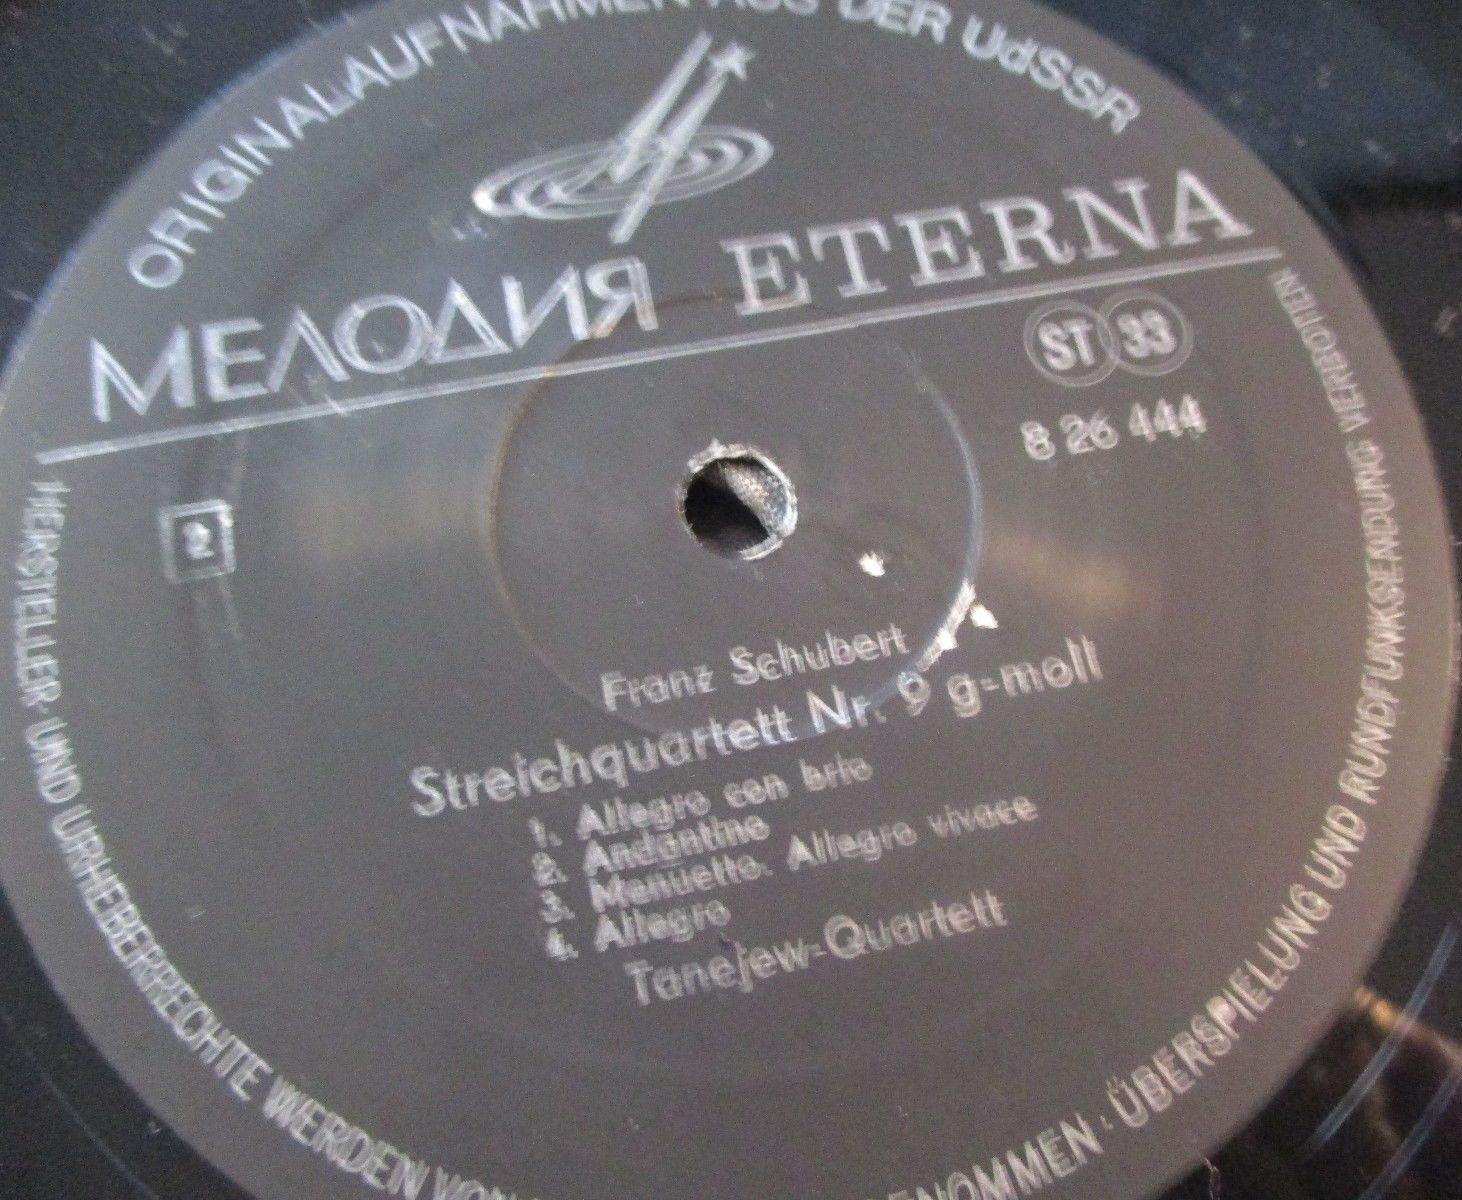 ORIGINALAUFNAHMEN AUS DER UdSSR
МЕЛОДИЯ ETERNA
ST 33
8 26 444
2
Franz Schubert
Streichquartett Nr. 9 g-moll
1. Allegro con brio
2. Andantino
3. Menuetto. Allegro vivace
4. Allegro
Tanejew-Quartett
HERSTELLER- UND URHEBERRECHTE WERDEN VON
ÜBERSPIELUNG UND RUNDFUNKSENDUNG VERBOTEN